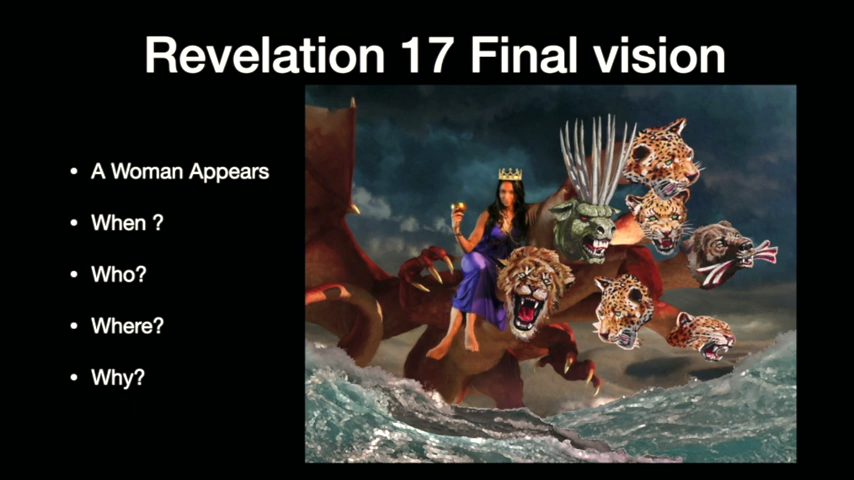 Revelation 17 Final vision
• A Woman Appears
• When ?
• Who?
• Where?
• Why?